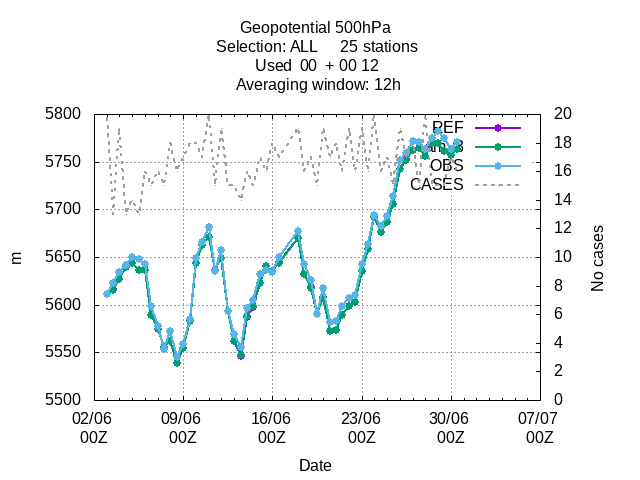 Geopotential 500hPa
Selection: ALL 25 stations
Used 00 + 00 12
Averaging window: 12h
5800
5750
5700
5650
5600
5550
5500
m
20
18
16
14
12
10
8
6
4
2
0
No cases
REF
OBS
CASES
02/06 09/06 16/06 23/06 30/06 07/07
00Z 00Z 00Z 00Z 00Z 00Z
Date